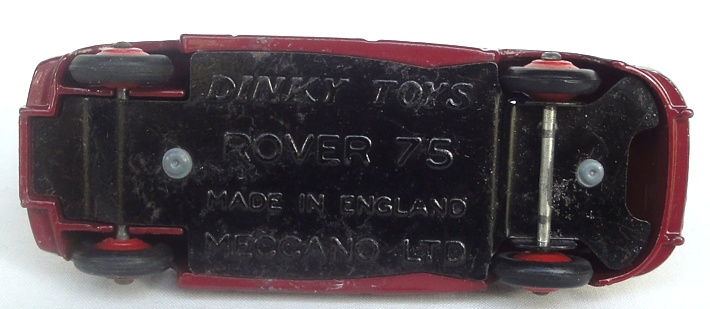 DINKY TOYS
ROVER 75
MADE IN ENGLAND
MECCANO LTD